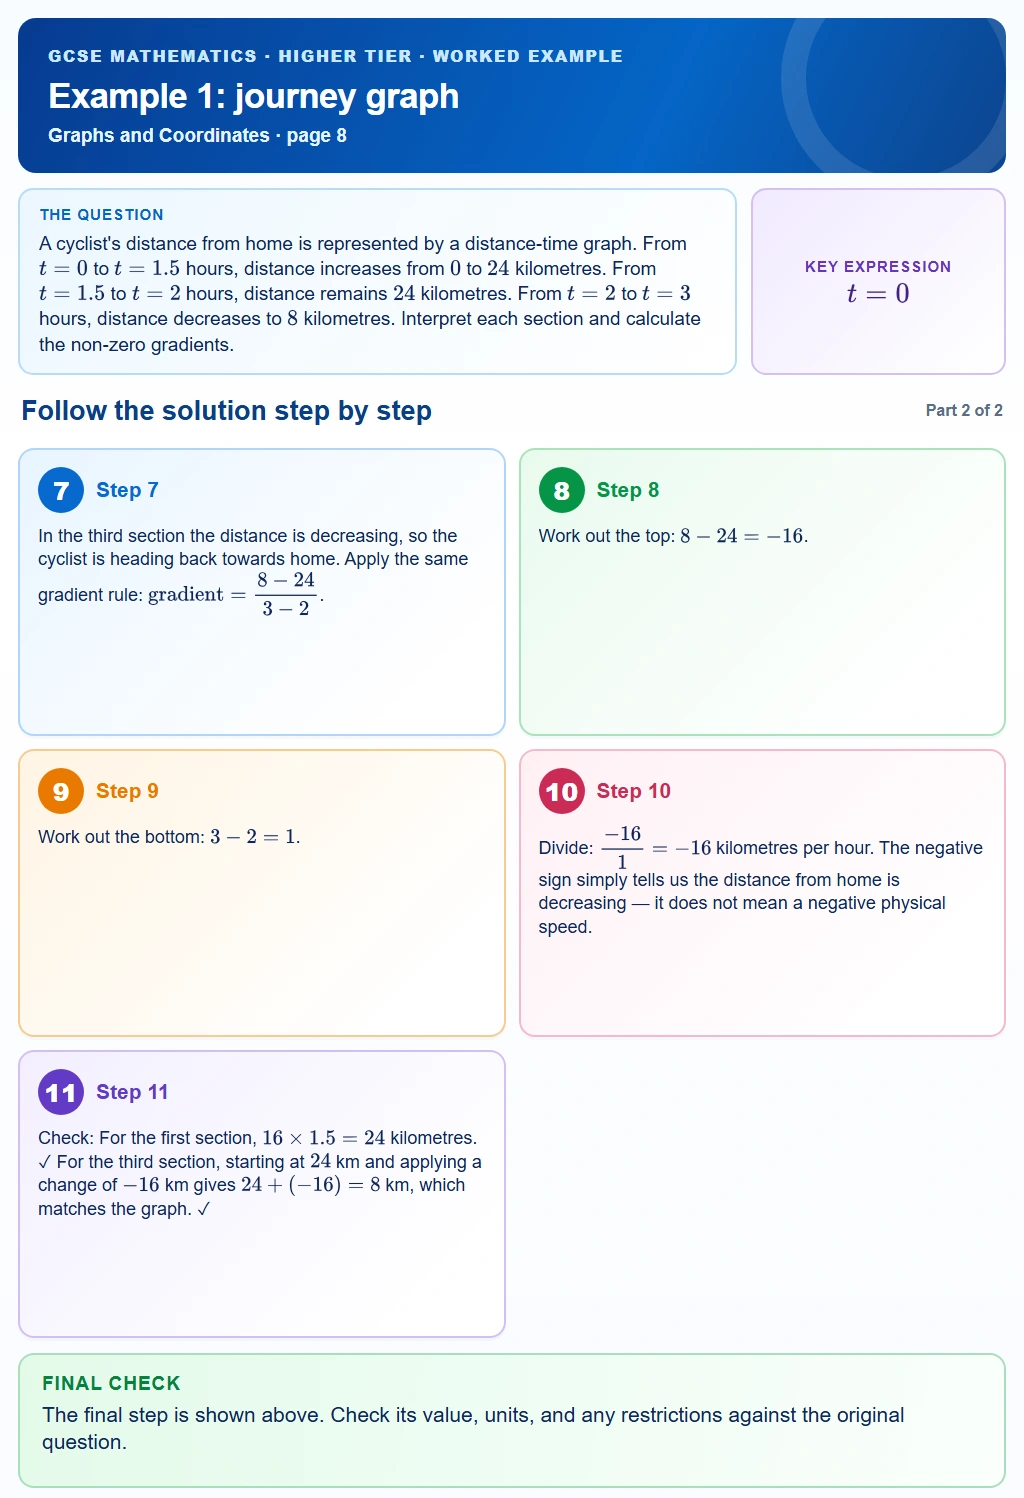 GCSE MATHEMATICS · HIGHER TIER · WORKED EXAMPLE
Example 1: journey graph
Graphs and Coordinates · page 8
THE QUESTION
A cyclist's distance from home is represented by a distance-time graph. From
t = 0 to t = 1.5 hours, distance increases from 0 to 24 kilometres. From
t = 1.5 to t = 2 hours, distance remains 24 kilometres. From t = 2 to t = 3
hours, distance decreases to 8 kilometres. Interpret each section and calculate
the non-zero gradients.
KEY EXPRESSION
t = 0
Follow the solution step by step
Part 2 of 2
7 Step 7
In the third section the distance is decreasing, so the
cyclist is heading back towards home. Apply the same
gradient rule: gradient = (8 − 24)/(3 − 2).
8 Step 8
Work out the top: 8 − 24 = −16.
9 Step 9
Work out the bottom: 3 − 2 = 1.
10 Step 10
Divide: −16/1 = −16 kilometres per hour. The negative
sign simply tells us the distance from home is
decreasing — it does not mean a negative physical
speed.
11 Step 11
Check: For the first section, 16 × 1.5 = 24 kilometres.
✓ For the third section, starting at 24 km and applying a
change of −16 km gives 24 + (−16) = 8 km, which
matches the graph. ✓
FINAL CHECK
The final step is shown above. Check its value, units, and any restrictions against the original
question.